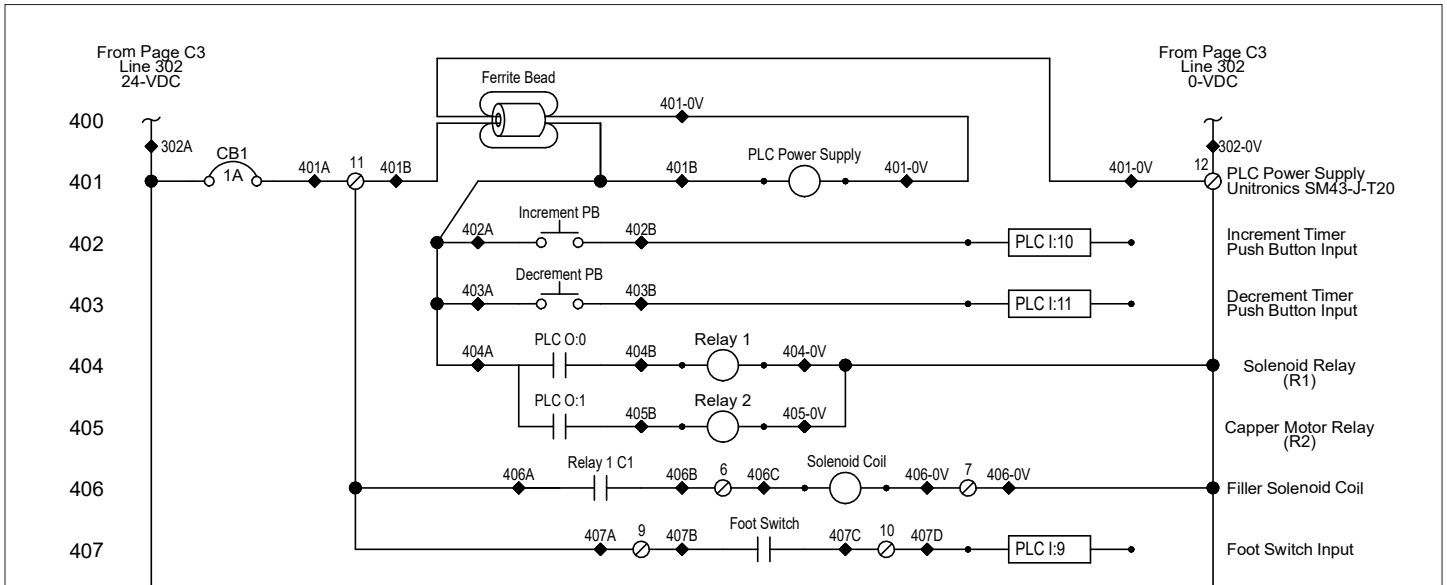 From Page C3
Line 302
24-VDC
From Page C3
Line 302
0-VDC
Ferrite Bead
400
401-0V
302A
302-0V
CB1
1A
401
401A
11
401B
401B
PLC Power Supply
401-0V
401-0V
12
PLC Power Supply
Unitronics SM43-J-T20
402
402A
Increment PB
402B
PLC I:10
Increment Timer
Push Button Input
403
403A
Decrement PB
403B
PLC I:11
Decrement Timer
Push Button Input
404
404A
PLC O:0
404B
Relay 1
404-0V
Solenoid Relay
(R1)
405
PLC O:1
405B
Relay 2
405-0V
Capper Motor Relay
(R2)
406
406A
Relay 1 C1
406B
6
406C
Solenoid Coil
406-0V
7
406-0V
Filler Solenoid Coil
407
407A
9
407B
Foot Switch
407C
10
407D
PLC I:9
Foot Switch Input